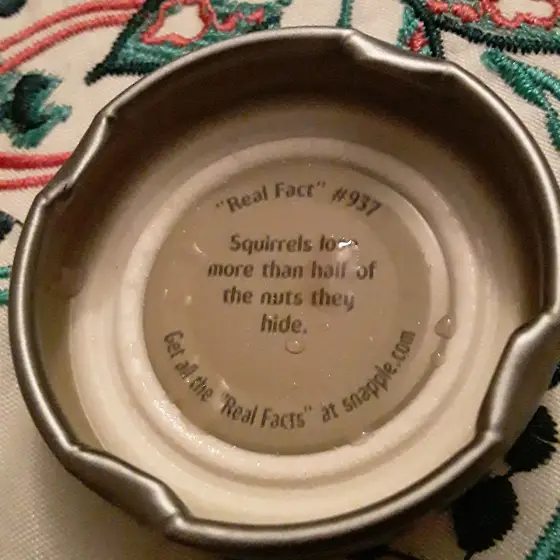 "Real Fact" #937
Squirrels lose
more than half of
the nuts they
hide.
Get all the "Real Facts" at snapple.com